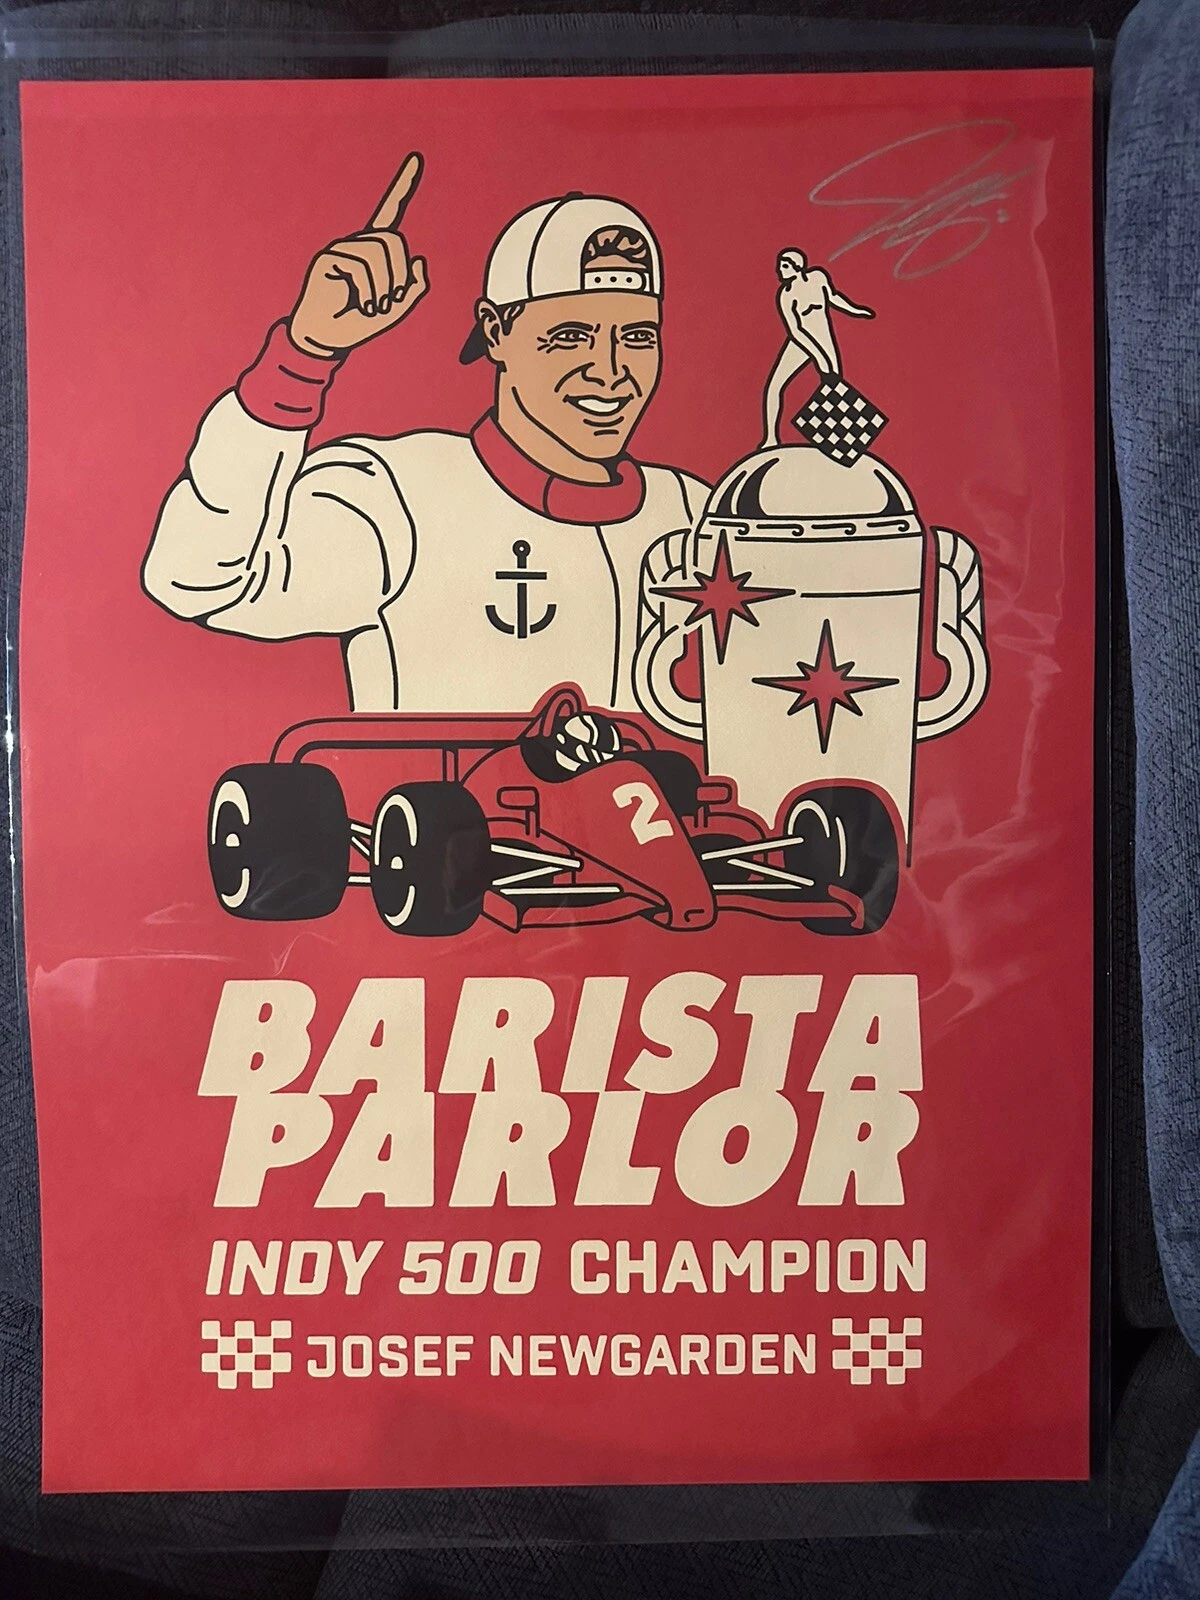 2
BARISTA
PARLOR
INDY 500 CHAMPION
JOSEF NEWGARDEN